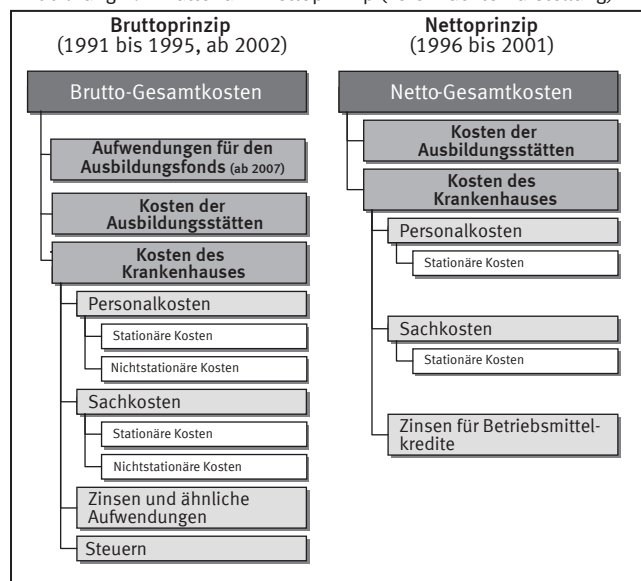 Bruttoprinzip
(1991 bis 1995, ab 2002)
Brutto-Gesamtkosten
Aufwendungen für den
Ausbildungsfonds (ab 2007)
Kosten der
Ausbildungsstätten
Kosten des
Krankenhauses
Personalkosten
Stationäre Kosten
Nichtstationäre Kosten
Sachkosten
Stationäre Kosten
Nichtstationäre Kosten
Zinsen und ähnliche
Aufwendungen
Steuern
Nettoprinzip
(1996 bis 2001)
Netto-Gesamtkosten
Kosten der
Ausbildungsstätten
Kosten des
Krankenhauses
Personalkosten
Stationäre Kosten
Sachkosten
Stationäre Kosten
Zinsen für Betriebsmittel-
kredite